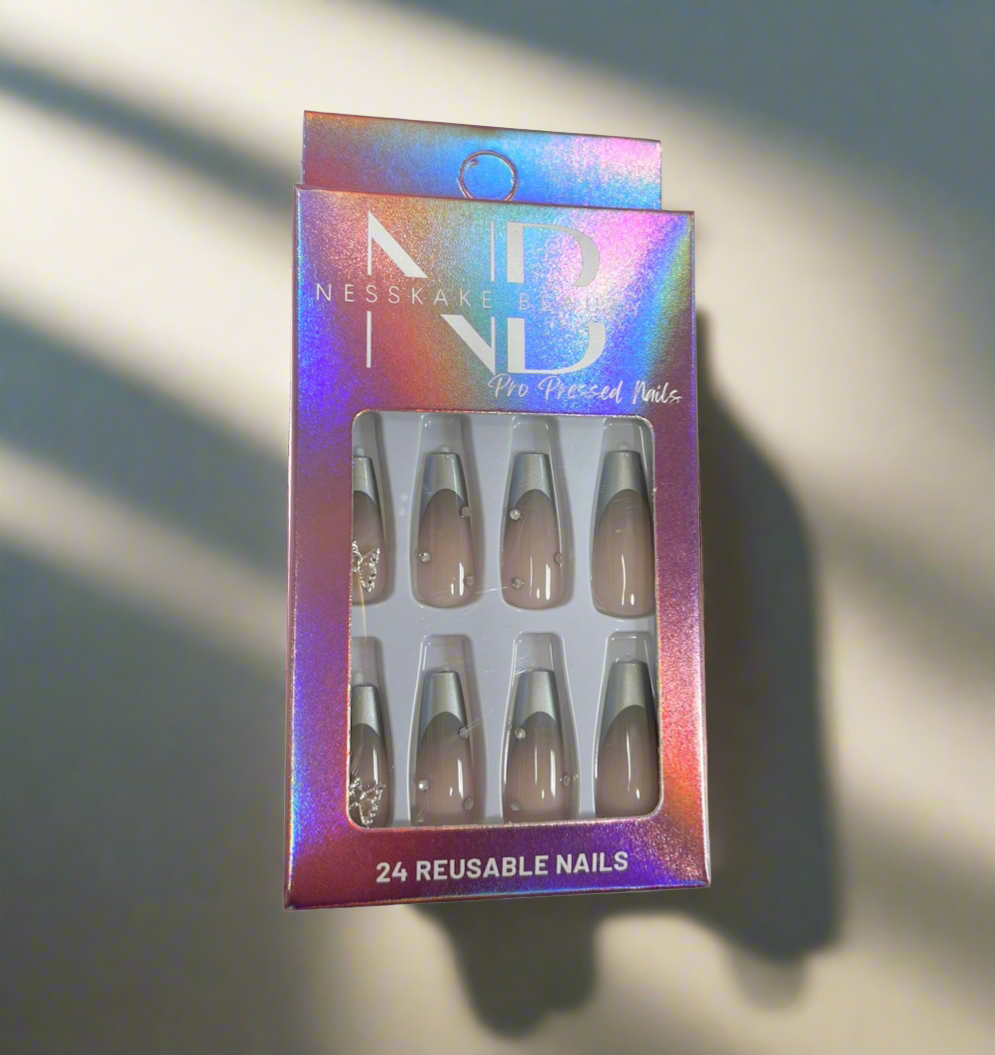 NB
NESSKAKE BEAUTY
Pro Pressed Nails
24 REUSABLE NAILS